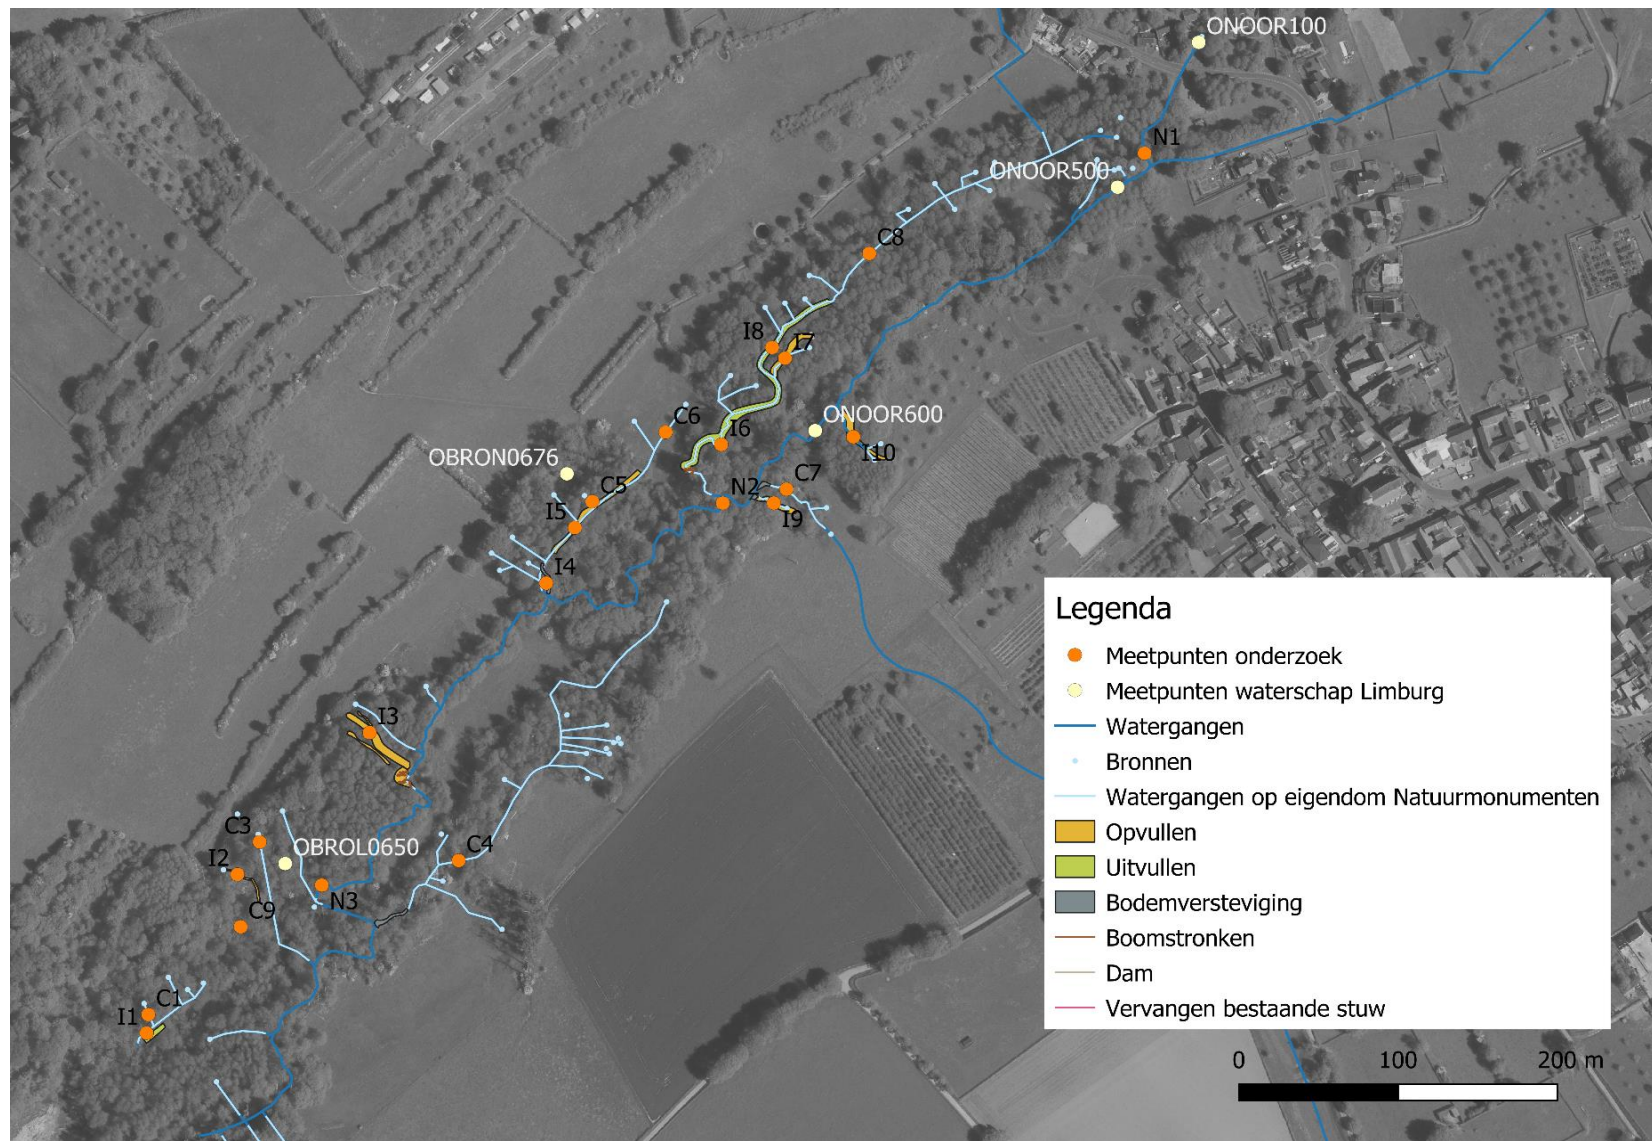 ONOOR100
N1
ONOOR500
C8
I8
I7
C6
ONOOR600
I6
I10
OBRON0676
C5
N2
C7
I5
I9
I4
Legenda
Meetpunten onderzoek
Meetpunten waterschap Limburg
Watergangen
Bronnen
Watergangen op eigendom Natuurmonumenten
Opvullen
Uitvullen
Bodemversteviging
Boomstronken
Dam
Vervangen bestaande stuw
I3
C3
OBROL0650
C4
I2
N3
C9
C1
I1
0 100 200 m